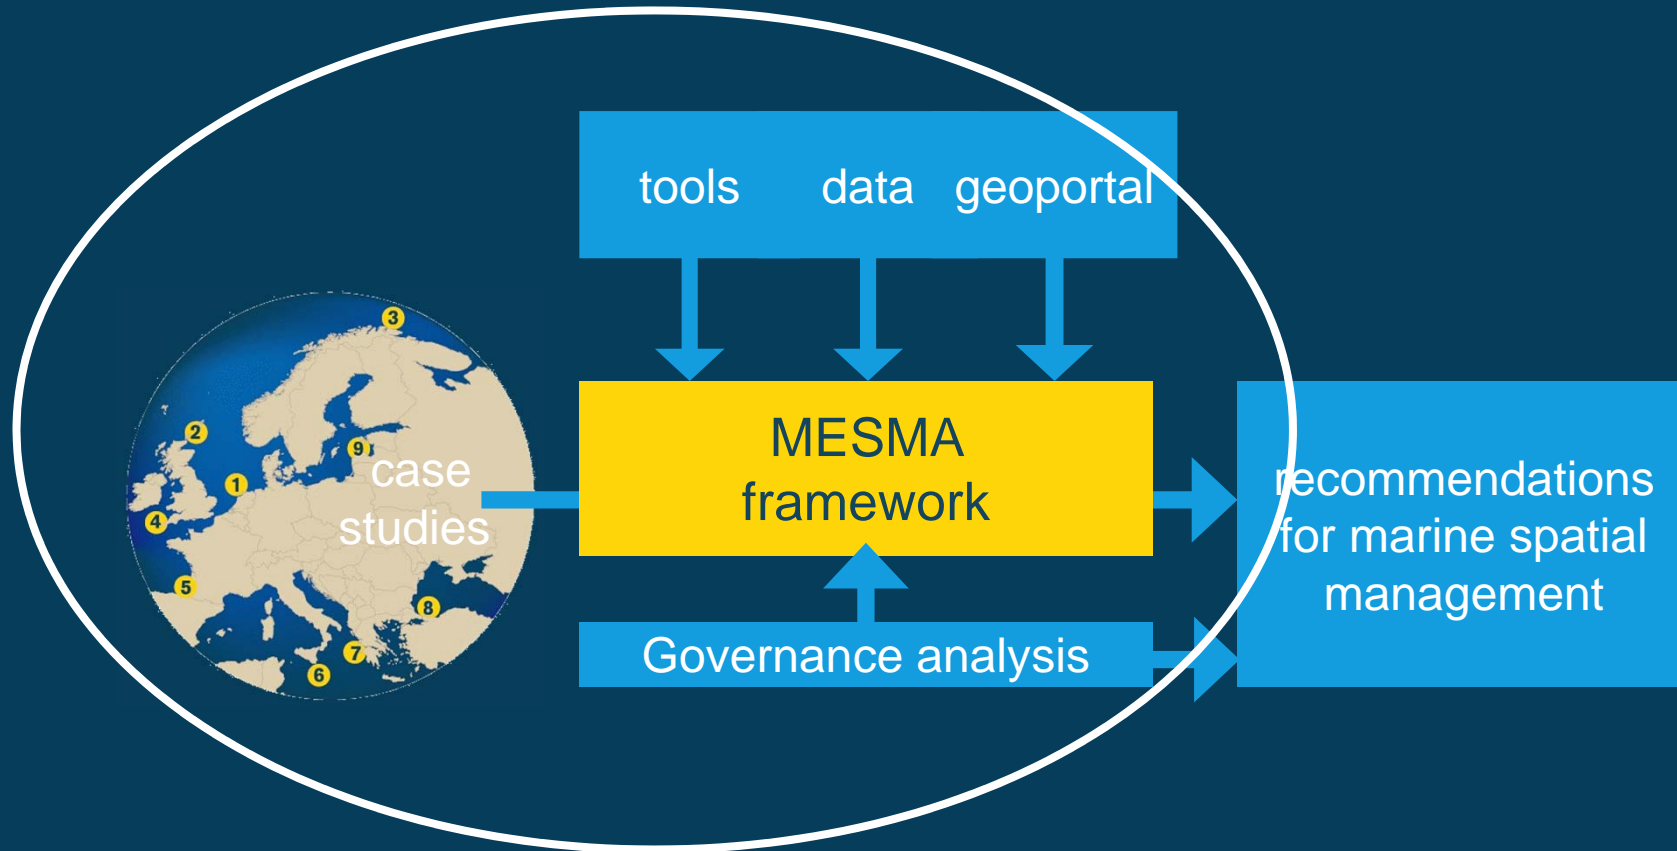 tools data geoportal
3
2
9
1
4
5
8
7
6
case
studies
MESMA
framework
recommendations
for marine spatial
management
Governance analysis